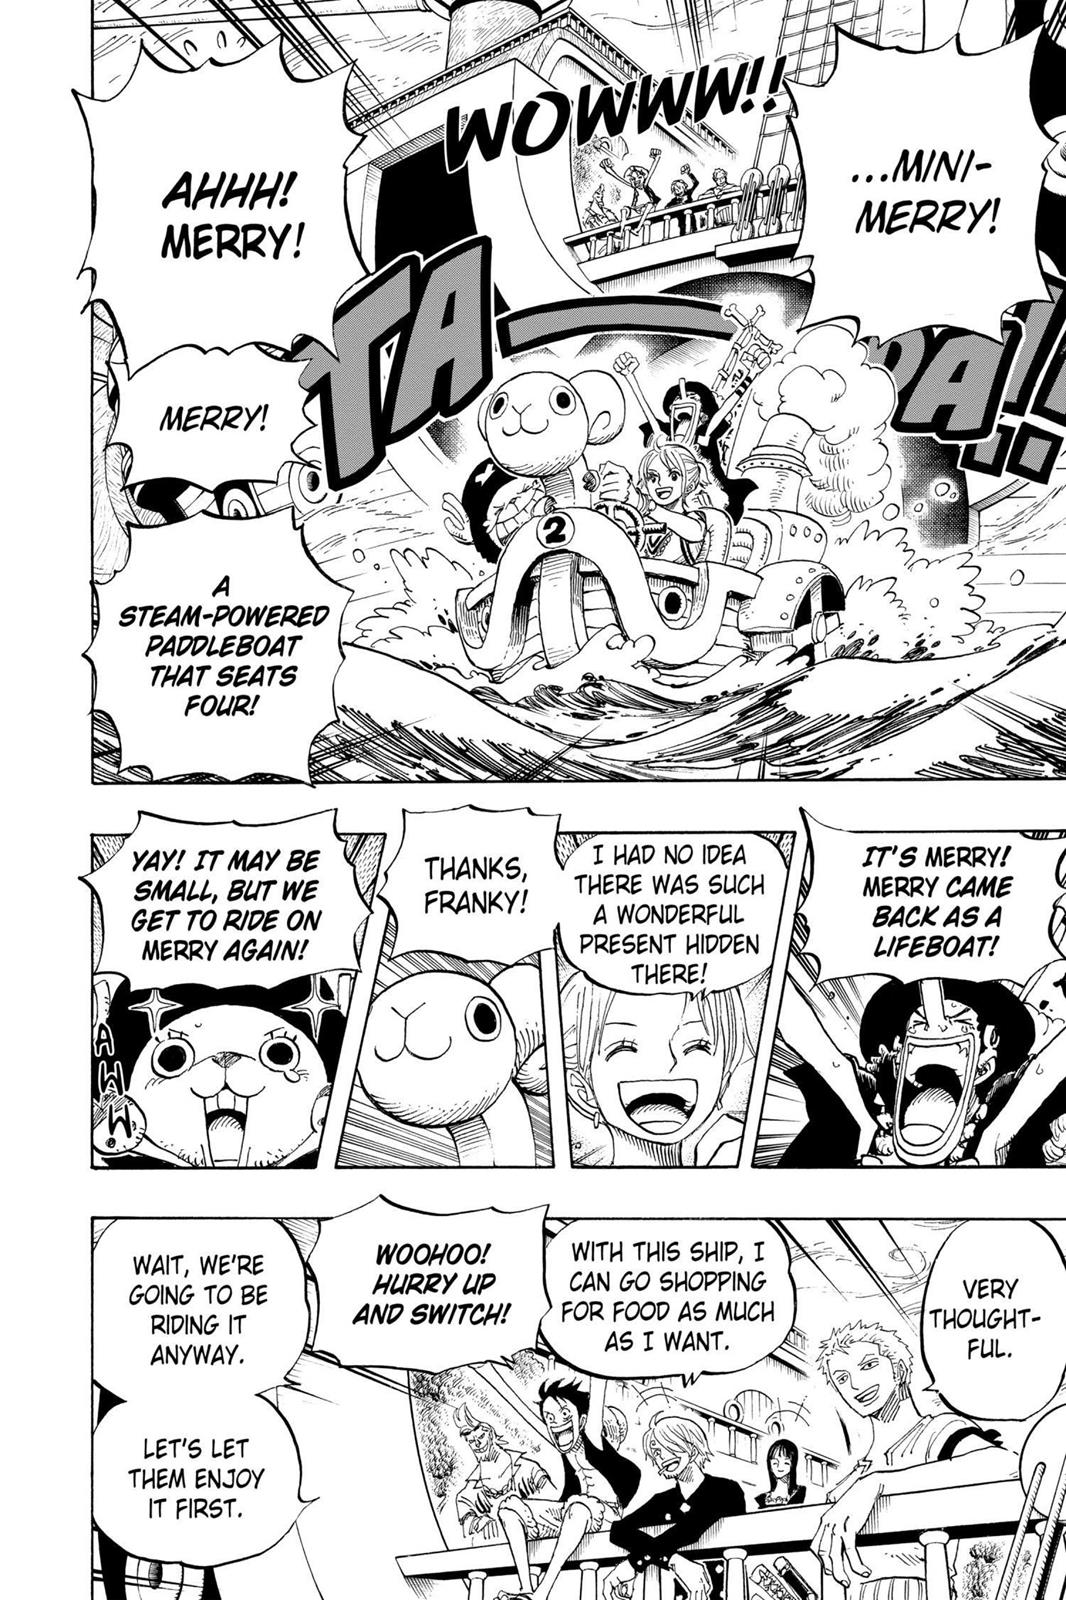 ...MINI-
MERRY!
WOWWW!!
AHHH!
MERRY!
TA—DA!!
MERRY!
2
A
STEAM-POWERED
PADDLEBOAT
THAT SEATS
FOUR!
IT'S MERRY!
MERRY CAME
BACK AS A
LIFEBOAT!
I HAD NO IDEA
THERE WAS SUCH
A WONDERFUL
PRESENT HIDDEN
THERE!
THANKS,
FRANKY!
YAY! IT MAY BE
SMALL, BUT WE
GET TO RIDE ON
MERRY AGAIN!
AWWW...
VERY
THOUGHT-
FUL.
WITH THIS SHIP, I
CAN GO SHOPPING
FOR FOOD AS MUCH
AS I WANT.
WOOHOO!
HURRY UP
AND SWITCH!
WAIT, WE'RE
GOING TO BE
RIDING IT
ANYWAY.
LET'S LET
THEM ENJOY
IT FIRST.